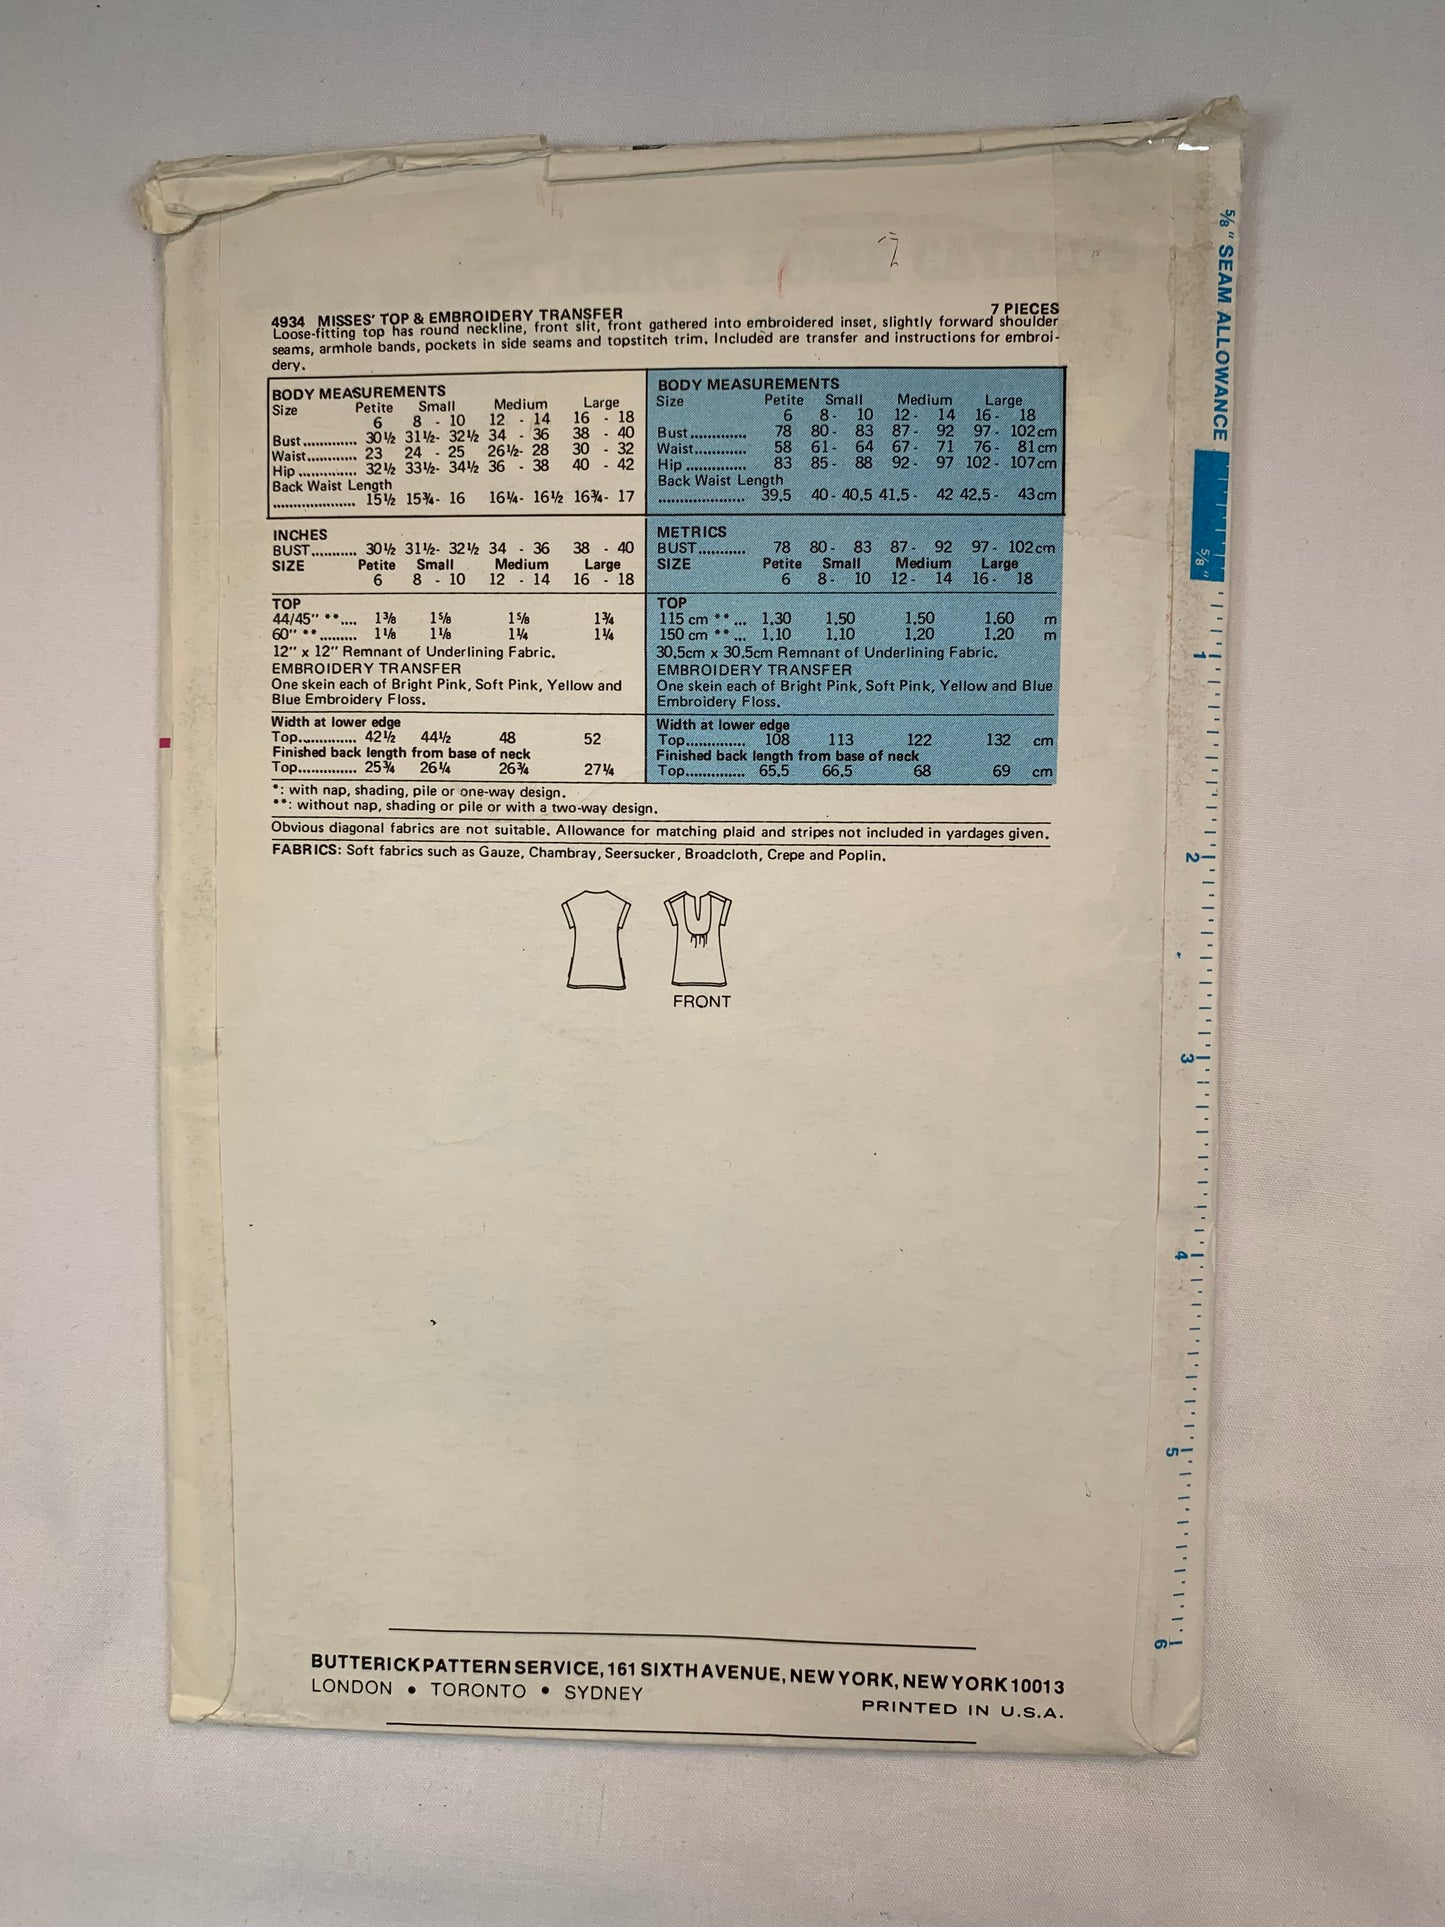 4934 MISSES' TOP & EMBROIDERY TRANSFER 7 PIECES
Loose-fitting top has round neckline, front slit, front gathered into embroidered inset, slightly forward shoulder
seams, armhole bands, pockets in side seams and topstitch trim. Included are transfer and instructions for embroi-
dery.
BODY MEASUREMENTS
Size Petite Small Medium Large
6 8 - 10 12 - 14 16 - 18
Bust............. 30½ 31½- 32½ 34 - 36 38 - 40
Waist............ 23 24 - 25 26½- 28 30 - 32
Hip .............. 32½ 33½- 34½ 36 - 38 40 - 42
Back Waist Length
.................... 15½ 15¾- 16 16¼- 16½ 16¾- 17
INCHES
BUST........... 30½ 31½- 32½ 34 - 36 38 - 40
SIZE Petite Small Medium Large
6 8 - 10 12 - 14 16 - 18
TOP
44/45" **.... 1⅜ 1⅝ 1⅝ 1¾
60" ** ......... 1⅛ 1⅛ 1¼ 1¼
12" x 12" Remnant of Underlining Fabric.
EMBROIDERY TRANSFER
One skein each of Bright Pink, Soft Pink, Yellow and
Blue Embroidery Floss.
Width at lower edge
Top.............. 42½ 44½ 48 52
Finished back length from base of neck
Top.............. 25¾ 26¼ 26¾ 27¼
BODY MEASUREMENTS
Size Petite Small Medium Large
6 8 - 10 12 - 14 16 - 18
Bust.............. 78 80 - 83 87 - 92 97 - 102cm
Waist............. 58 61 - 64 67 - 71 76 - 81cm
Hip ............... 83 85 - 88 92 - 97 102 - 107cm
Back Waist Length
..................... 39.5 40 - 40.5 41.5 - 42 42.5 - 43cm
METRICS
BUST........... 78 80 - 83 87 - 92 97 - 102cm
SIZE Petite Small Medium Large
6 8 - 10 12 - 14 16 - 18
TOP
115 cm ** ... 1.30 1.50 1.50 1.60 m
150 cm ** ... 1.10 1.10 1.20 1.20 m
30.5cm x 30.5cm Remnant of Underlining Fabric.
EMBROIDERY TRANSFER
One skein each of Bright Pink, Soft Pink, Yellow and Blue
Embroidery Floss.
Width at lower edge
Top.............. 108 113 122 132 cm
Finished back length from base of neck
Top.............. 65.5 66.5 68 69 cm
*: with nap, shading, pile or one-way design.
**: without nap, shading or pile or with a two-way design.
Obvious diagonal fabrics are not suitable. Allowance for matching plaid and stripes not included in yardages given.
FABRICS: Soft fabrics such as Gauze, Chambray, Seersucker, Broadcloth, Crepe and Poplin.
FRONT
BUTTERICK PATTERN SERVICE, 161 SIXTH AVENUE, NEW YORK, NEW YORK 10013
LONDON • TORONTO • SYDNEY
PRINTED IN U.S.A.
⅝" SEAM ALLOWANCE
⅝"
1
2
3
4
5
6